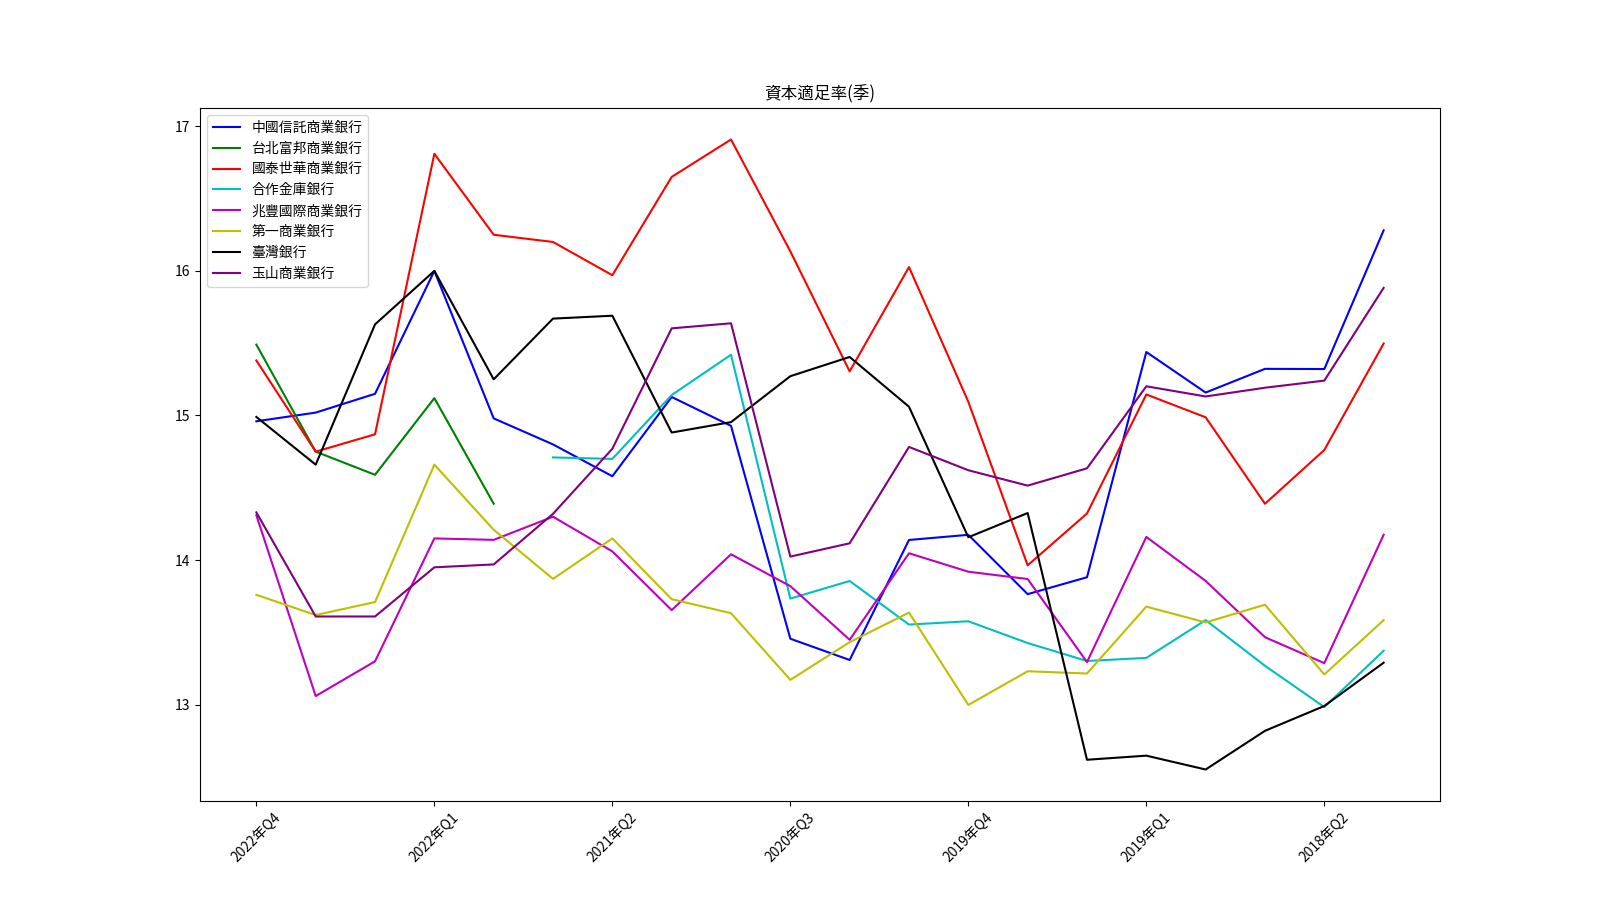 資本適足率(季)
17
16
15
14
13
中國信託商業銀行
台北富邦商業銀行
國泰世華商業銀行
合作金庫銀行
兆豐國際商業銀行
第一商業銀行
臺灣銀行
玉山商業銀行
2022年Q4
2022年Q1
2021年Q2
2020年Q3
2019年Q4
2019年Q1
2018年Q2